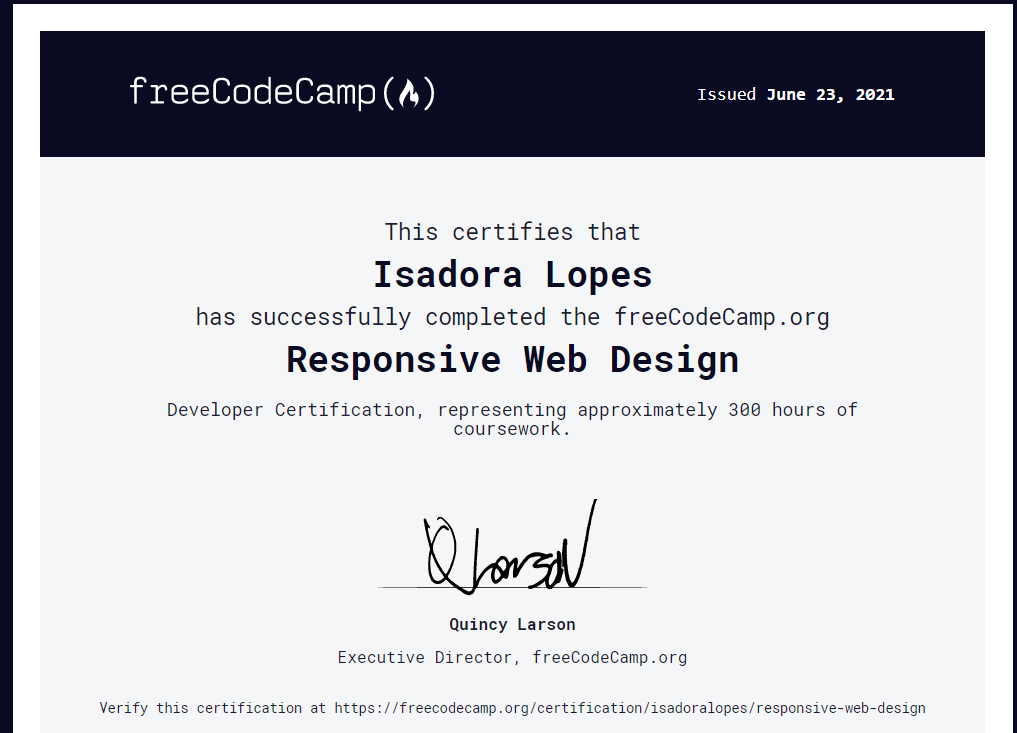 freeCodeCamp(🔥)
Issued June 23, 2021
This certifies that
Isadora Lopes
has successfully completed the freeCodeCamp.org
Responsive Web Design
Developer Certification, representing approximately 300 hours of
coursework.
QLarson
Quincy Larson
Executive Director, freeCodeCamp.org
Verify this certification at https://freecodecamp.org/certification/isadoralopes/responsive-web-design